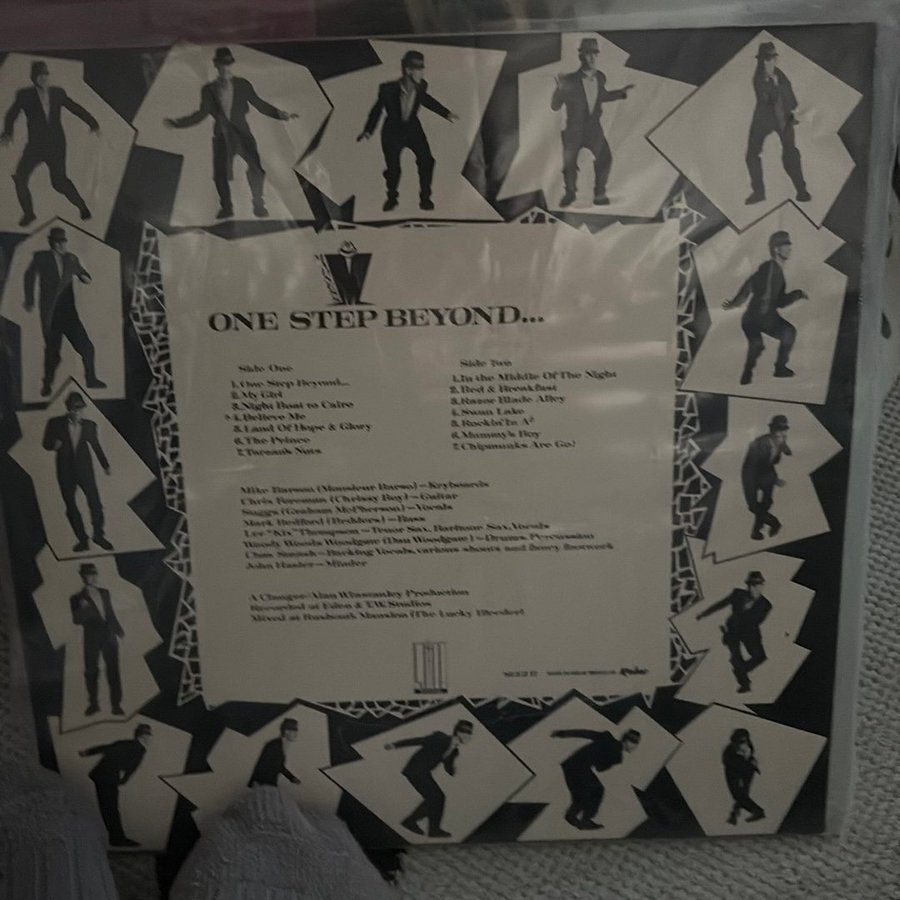 ONE STEP BEYOND...
Side One
1. One Step Beyond...
2. My Girl
3. Night Boat to Cairo
4. Believe Me
5. Land Of Hope & Glory
6. The Prince
7. Tarzan's Nuts
Side Two
1. In the Middle Of The Night
2. Bed & Breakfast
3. Razor Blade Alley
4. Swan Lake
5. Rockin' In A♭
6. Mummy's Boy
7. Chipmunks Are Go!
Mike Barson (Monsieur Barso) – Keyboards
Chris Foreman (Chrissy Boy) – Guitar
Suggs (Graham McPherson) – Vocals
Mark Bedford (Bedders) – Bass
Lee "Kix" Thompson – Tenor Sax, Baritone Sax, Vocals
Woody Woods Woodgate (Dan Woodgate) – Drums, Percussion
Chas Smash – Backing Vocals, various shouts and fancy footwork
John Hasler – Minder
A Clanger/Alan Winstanley Production
Recorded at Eden & T.W. Studios
Mixed at Genetic